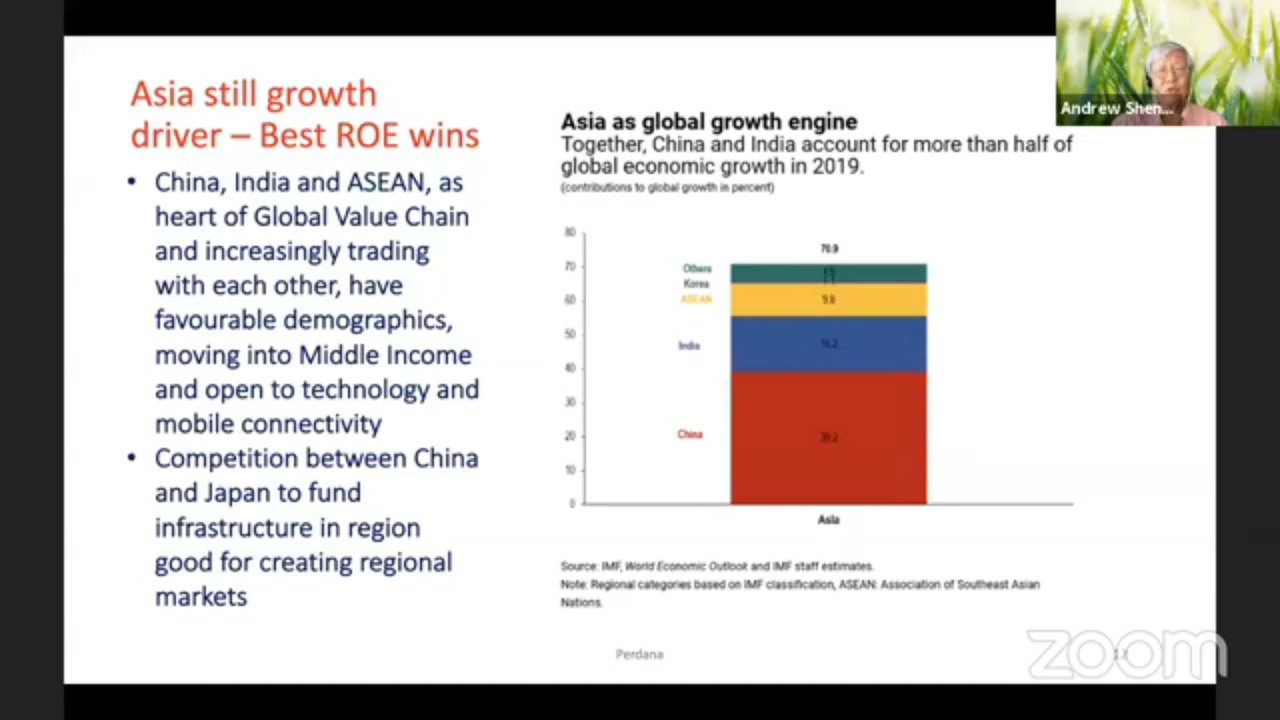 Asia still growth
driver – Best ROE wins
• China, India and ASEAN, as
heart of Global Value Chain
and increasingly trading
with each other, have
favourable demographics,
moving into Middle Income
and open to technology and
mobile connectivity
• Competition between China
and Japan to fund
infrastructure in region
good for creating regional
markets
Asia as global growth engine
Together, China and India account for more than half of
global economic growth in 2019.
(contributions to global growth in percent)
80
70
60
50
40
30
20
10
0
70.9
Others
Korea
ASEAN
9.8
India
China
39.2
Asia
Source: IMF, World Economic Outlook and IMF staff estimates.
Note: Regional categories based on IMF classification, ASEAN: Association of Southeast Asian
Nations.
Perdana
12
zoom
Andrew Shen...